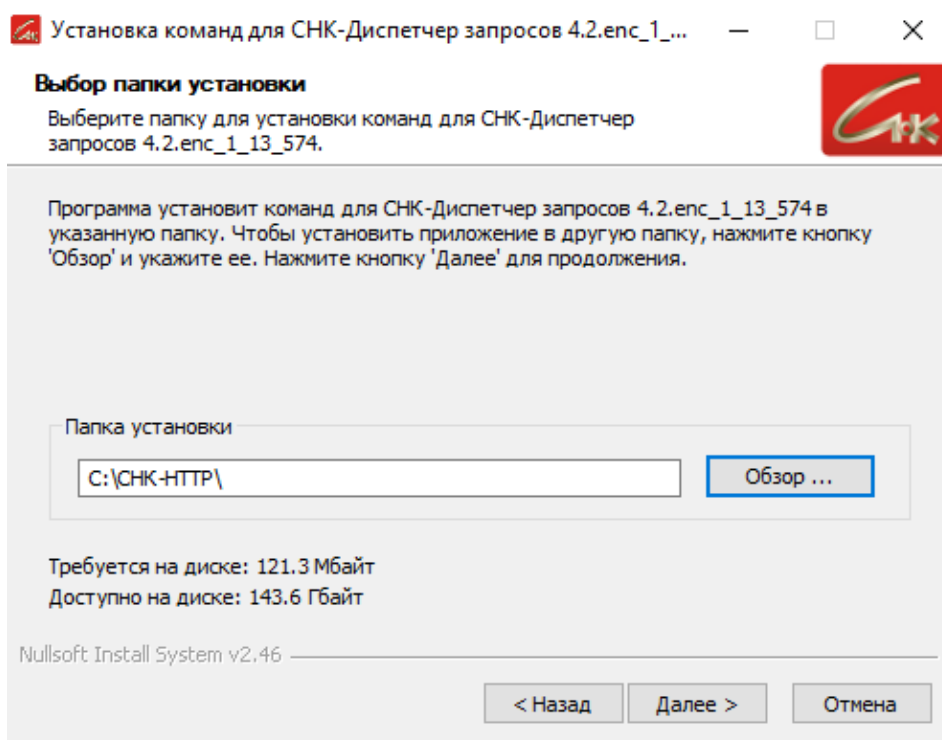 Установка команд для СНК-Диспетчер запросов 4.2.enc_1_...
Выбор папки установки
Выберите папку для установки команд для СНК-Диспетчер
запросов 4.2.enc_1_13_574.
СНК
Программа установит команд для СНК-Диспетчер запросов 4.2.enc_1_13_574 в
указанную папку. Чтобы установить приложение в другую папку, нажмите кнопку
'Обзор' и укажите ее. Нажмите кнопку 'Далее' для продолжения.
Папка установки
C:\СНК-HTTP\
Обзор ...
Требуется на диске: 121.3 Мбайт
Доступно на диске: 143.6 Гбайт
Nullsoft Install System v2.46
< Назад
Далее >
Отмена